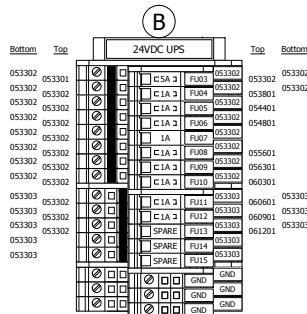 B
Bottom Top 24VDC UPS Top Bottom
053302 053302 053302
053301 5A FU03 053302
053302 053302 053302
053302 1A FU04 053801
053302 053302
053302 1A FU05 054401
053302 053302
053302 1A FU06 054801
053302 053302
053302 1A FU07
053302 053302
053302 1A FU08 055601
053302 053302
053302 1A FU09 056301
053302 053302
053302 1A FU10 060301
053303 053303 053303
053302 1A FU11 060601
053303 053303 053303
053302 1A FU12 060901
053303 053303 053303
053302 SPARE FU13 061201
053303 053303
SPARE FU14
053303 053303
SPARE FU15
GND
GND
GND
GND
GND
GND